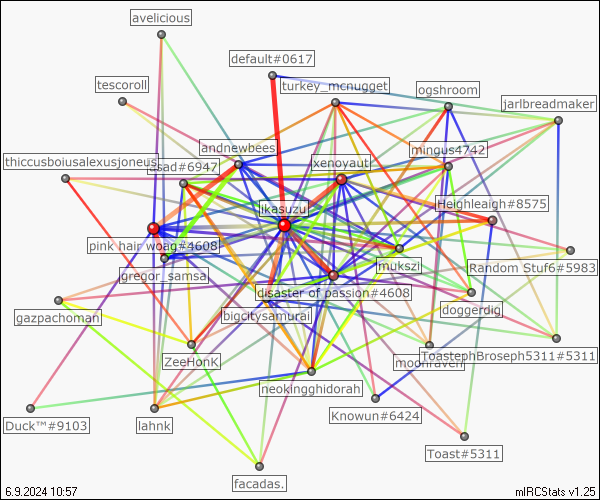 avelicious
default#0617
tescoroll
turkey_mcnugget
ogshroom
jarlbreadmaker
andnewbees
mingus4742
thiccusboiusalexusjoneus
xenoyaut
#6947
Heighleaigh#8575
likasuzu
pink hair woag#4608
mukszi
Random Stuf6#5983
gregor_samsa
disaster of passion#4608
doggerdig
gazpachoman
bigcitysamurai
ToastephBroseph5311#5311
ZeeHonK
moonraven
neokingghidorah
Duck™#9103
lahnk
Knowun#6424
Toast#5311
facadas.
6.9.2024 10:57
mIRCStats v1.25